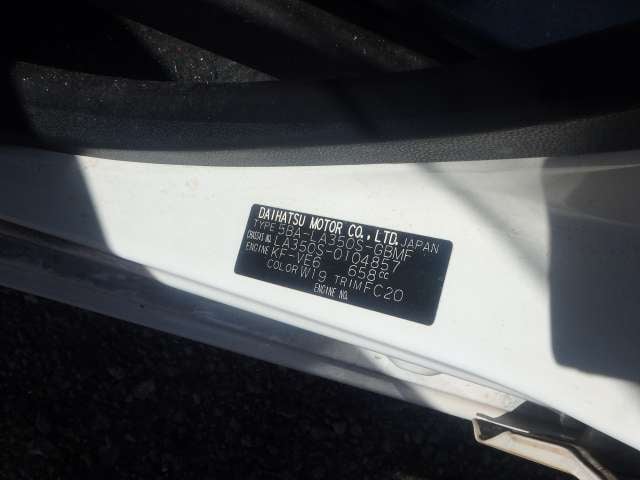 DAIHATSU MOTOR CO., LTD. JAPAN
TYPE 5BA-LA350S-GBMF
CHASSIS NO. LA350S-0104857
ENGINE KF-VE6 658cc
COLOR W19 TRIM FC20
ENGINE NO.